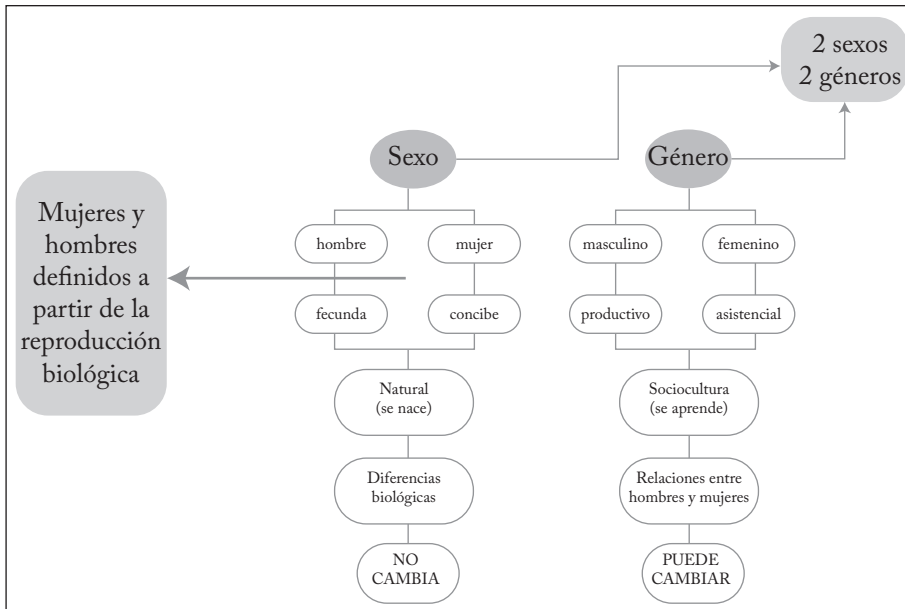 2 sexos
2 géneros
Sexo
Género
Mujeres y
hombres
definidos a
partir de la
reproducción
biológica
hombre
mujer
masculino
femenino
fecunda
concibe
productivo
asistencial
Natural
(se nace)
Sociocultura
(se aprende)
Diferencias
biológicas
Relaciones entre
hombres y mujeres
NO
CAMBIA
PUEDE
CAMBIAR